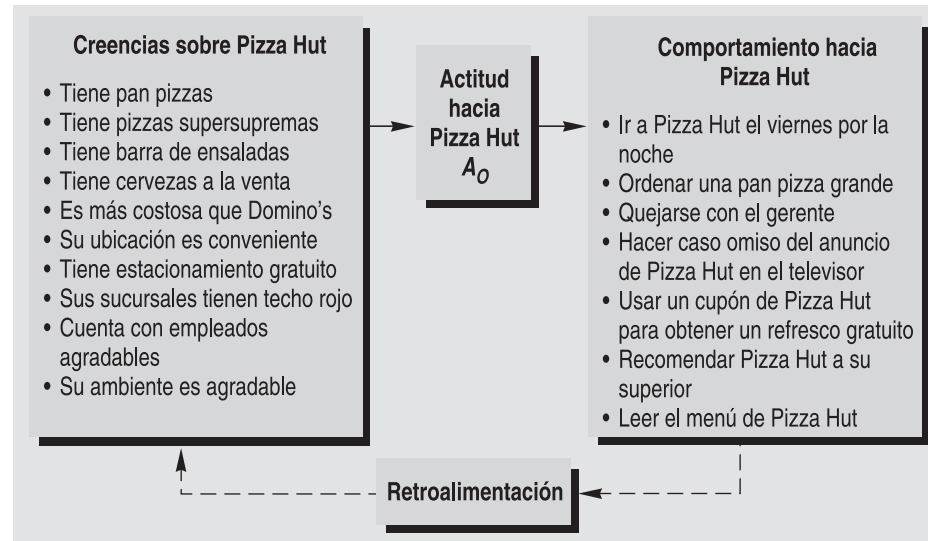 Creencias sobre Pizza Hut
• Tiene pan pizzas
• Tiene pizzas supersupremas
• Tiene barra de ensaladas
• Tiene cervezas a la venta
• Es más costosa que Domino's
• Su ubicación es conveniente
• Tiene estacionamiento gratuito
• Sus sucursales tienen techo rojo
• Cuenta con empleados
agradables
• Su ambiente es agradable
Actitud
hacia
Pizza Hut
AO
Comportamiento hacia
Pizza Hut
• Ir a Pizza Hut el viernes por la
noche
• Ordenar una pan pizza grande
• Quejarse con el gerente
• Hacer caso omiso del anuncio
de Pizza Hut en el televisor
• Usar un cupón de Pizza Hut
para obtener un refresco gratuito
• Recomendar Pizza Hut a su
superior
• Leer el menú de Pizza Hut
Retroalimentación